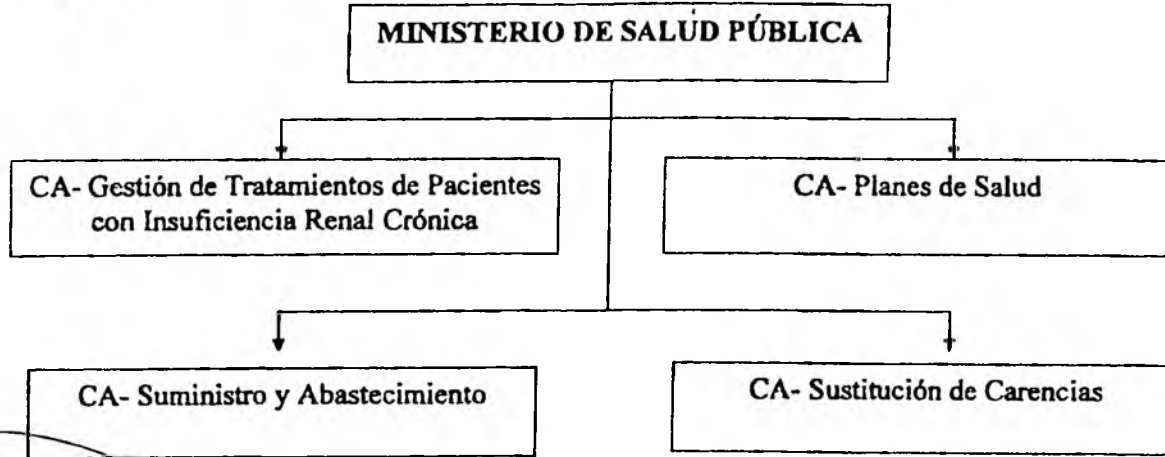 MINISTERIO DE SALUD PÚBLICA
CA- Gestión de Tratamientos de Pacientes
con Insuficiencia Renal Crónica
CA- Planes de Salud
CA- Suministro y Abastecimiento
CA- Sustitución de Carencias